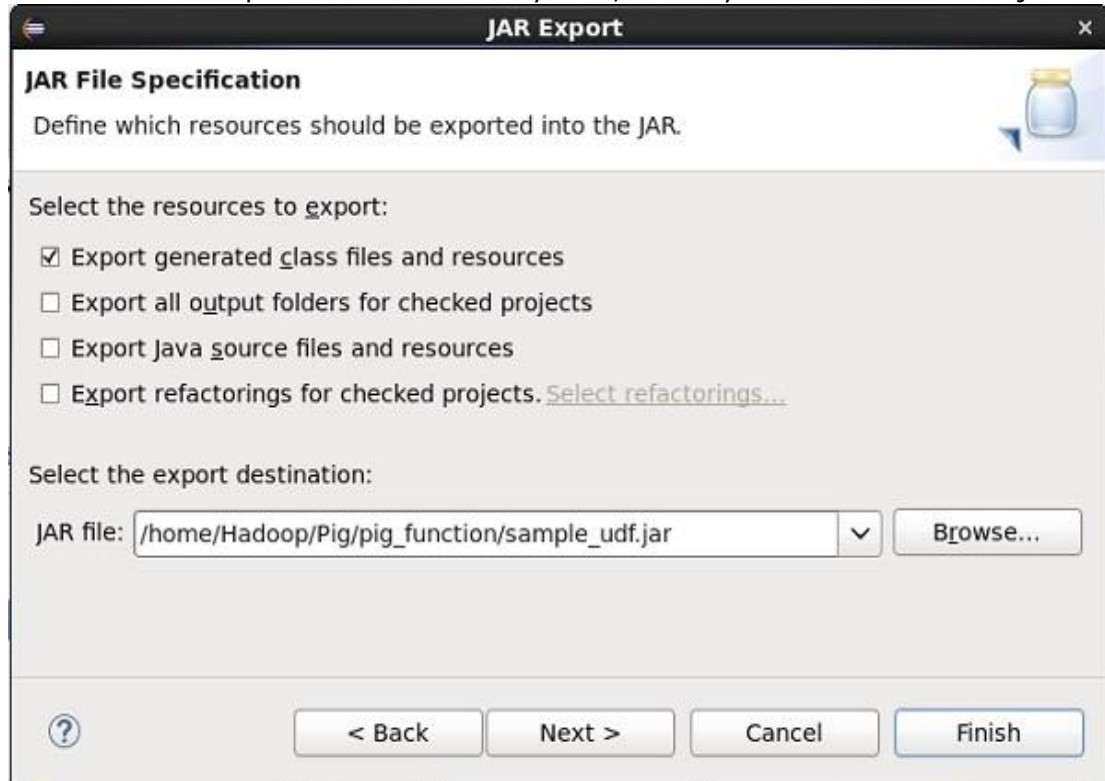 JAR Export
JAR File Specification
Define which resources should be exported into the JAR.
Select the resources to export:
Export generated class files and resources
Export all output folders for checked projects
Export Java source files and resources
Export refactorings for checked projects. Select refactorings...
Select the export destination:
JAR file: /home/Hadoop/Pig/pig_function/sample_udf.jar Browse...
? < Back Next > Cancel Finish